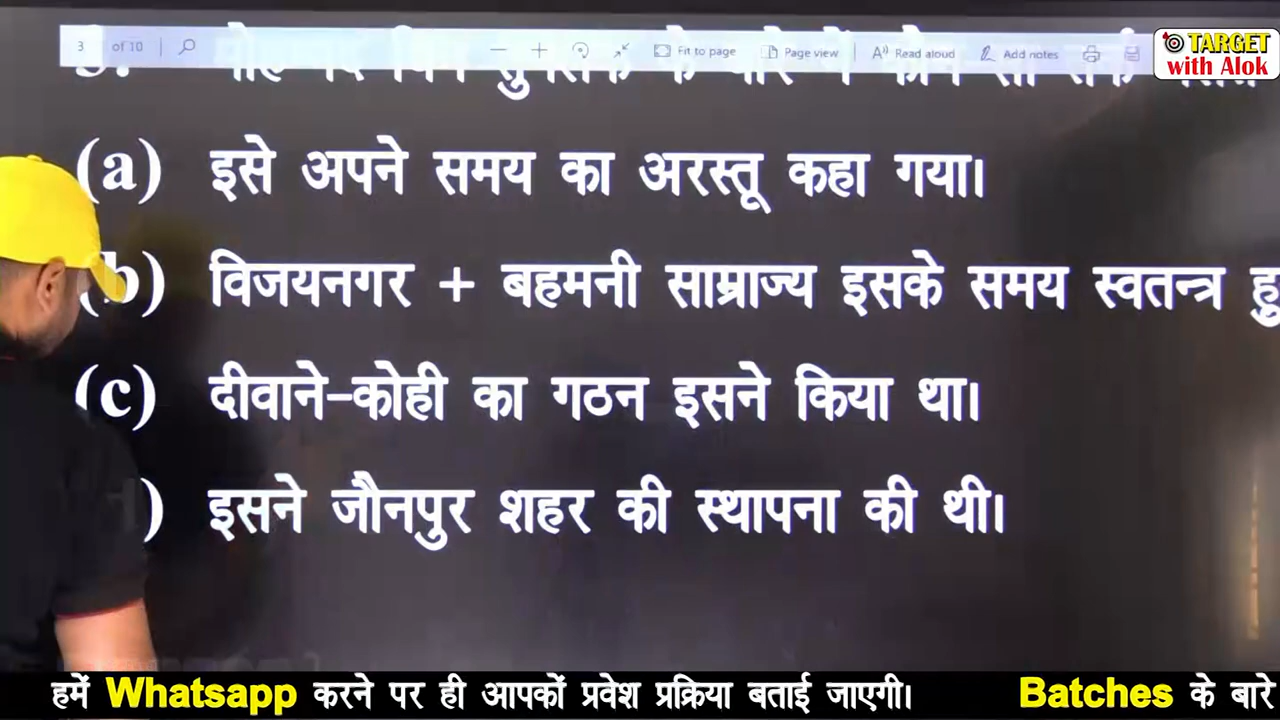 3 of 10 Fit to page Page view Read aloud Add notes
TARGET
with Alok
(a) इसे अपने समय का अरस्तू कहा गया।
(b) विजयनगर + बहमनी साम्राज्य इसके समय स्वतन्त्र
(c) दीवाने-कोही का गठन इसने किया था।
) इसने जौनपुर शहर की स्थापना की थी।
हमें Whatsapp करने पर ही आपकों प्रवेश प्रक्रिया बताई जाएगी। Batches के बारे